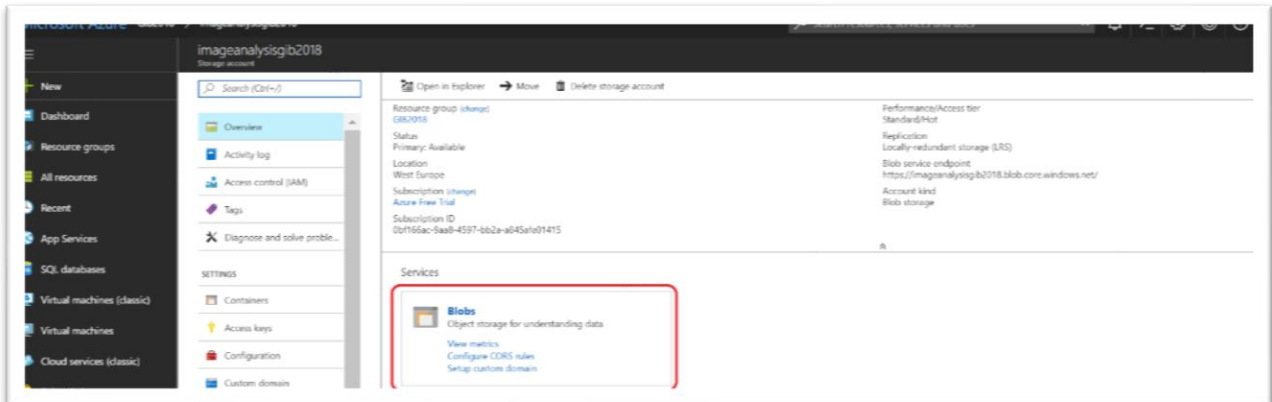 Microsoft Azure
imageanalysisgib2018
Storage account
New
Dashboard
Resource groups
All resources
Recent
App Services
SQL databases
Virtual machines (classic)
Virtual machines
Cloud services (classic)
Search (Ctrl+/)
Overview
Activity log
Access control (IAM)
Tags
Diagnose and solve proble...
SETTINGS
Containers
Access keys
Configuration
Custom domain
Open in Explorer Move Delete storage account
Resource group (change)
GIB2018
Status
Primary: Available
Location
West Europe
Subscription (change)
Azure Free Trial
Subscription ID
0bf166ac-9aa8-4597-bb2a-a845afe01415
Performance/Access tier
Standard/Hot
Replication
Locally-redundant storage (LRS)
Blob service endpoint
https://imageanalysisgib2018.blob.core.windows.net/
Account kind
Blob storage
Services
Blobs
Object storage for understanding data
View metrics
Configure CORS rules
Setup custom domain